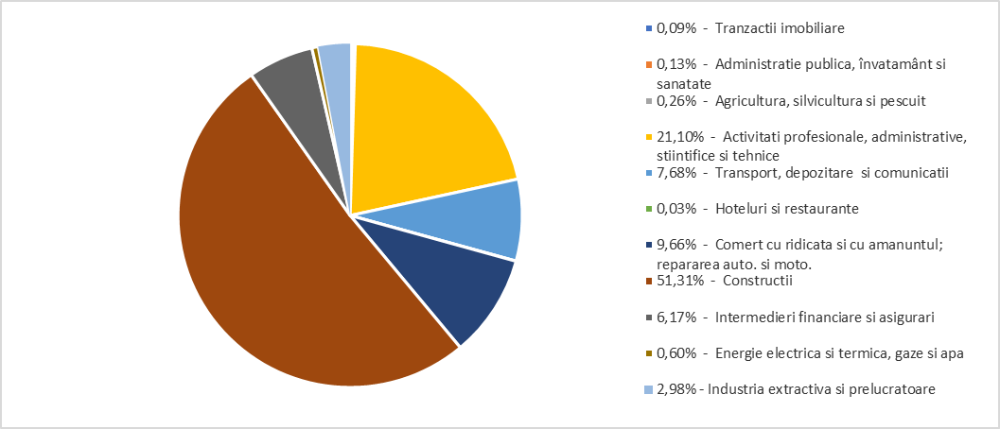 0,09% - Tranzactii imobiliare
0,13% - Administratie publica, învatamânt si
sanatate
0,26% - Agricultura, silvicultura si pescuit
21,10% - Activitati profesionale, administrative,
stiintifice si tehnice
7,68% - Transport, depozitare si comunicatii
0,03% - Hoteluri si restaurante
9,66% - Comert cu ridicata si cu amanuntul;
repararea auto. si moto.
51,31% - Constructii
6,17% - Intermedieri financiare si asigurari
0,60% - Energie electrica si termica, gaze si apa
2,98% - Industria extractiva si prelucratoare